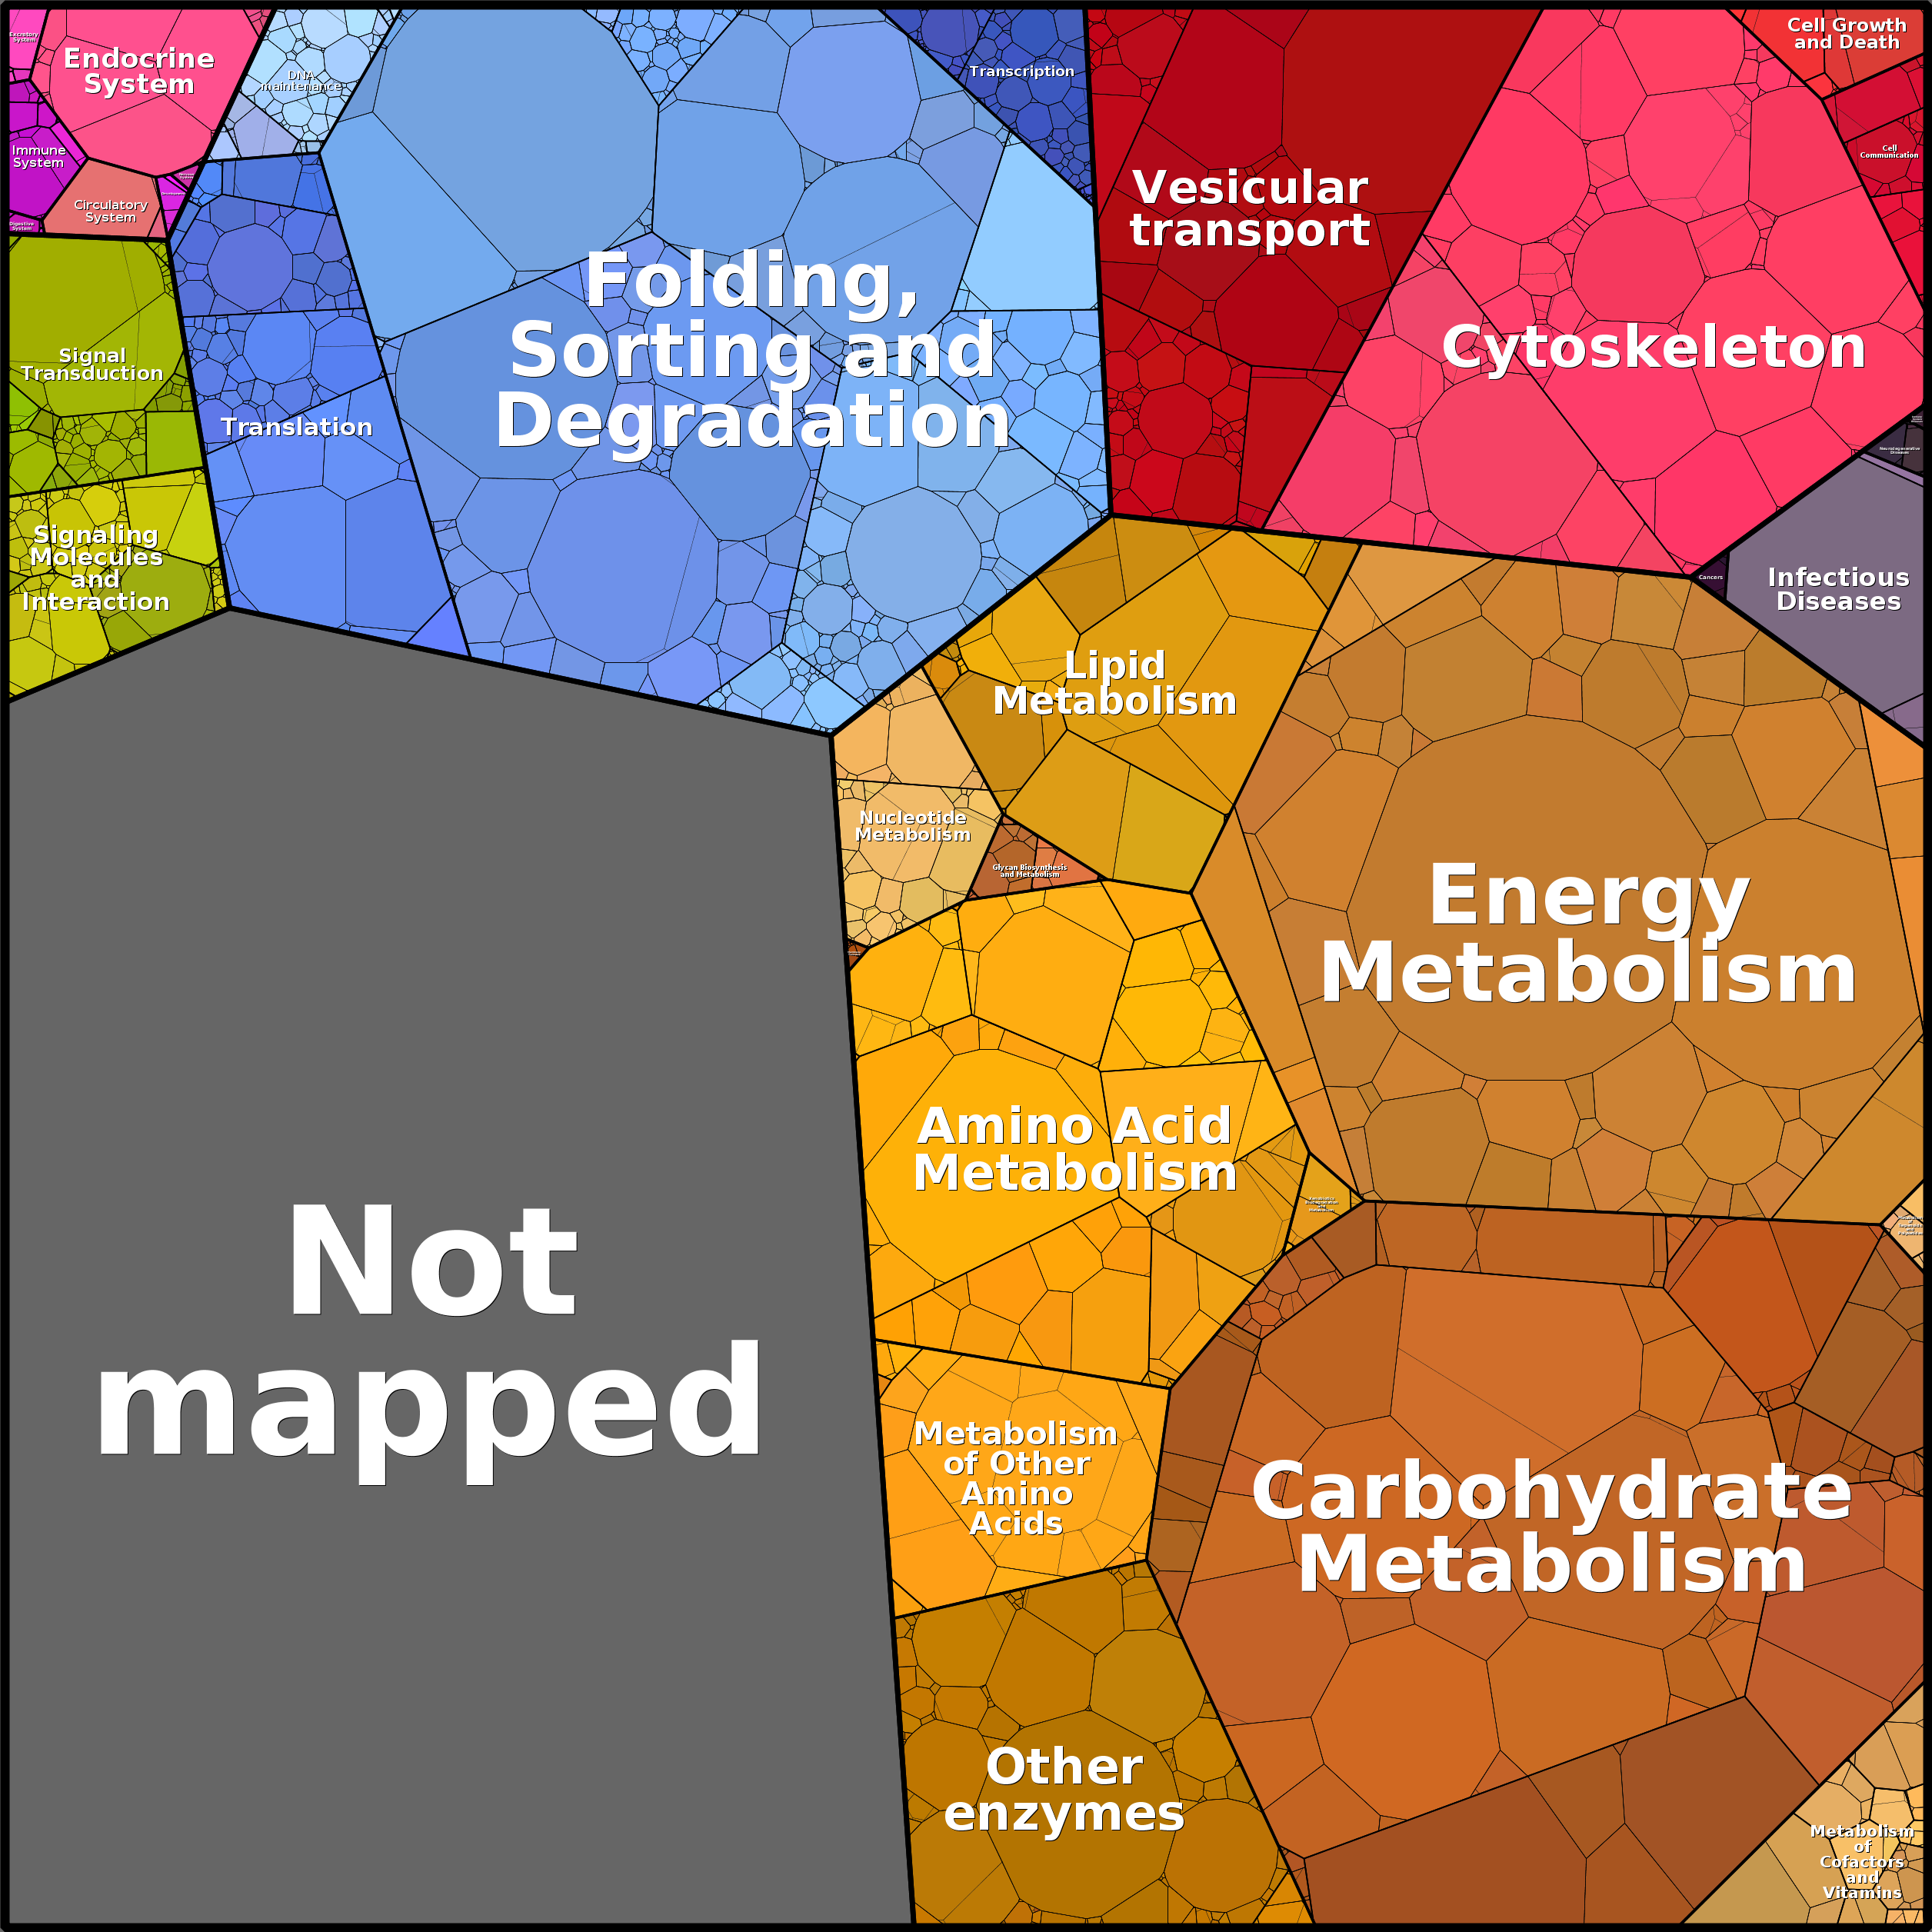 Excretory
System
Endocrine
System
DNA
maintenance
Immune
System
Circulatory
System
Digestive
System
Transcription
Vesicular
transport
Cytoskeleton
Cell Growth
and Death
Cell
Communication
Folding,
Sorting and
Degradation
Translation
Signal
Transduction
Signaling
Molecules
and
Interaction
Neurodegenerative
Diseases
Cancers
Infectious
Diseases
Lipid
Metabolism
Nucleotide
Metabolism
Glycan Biosynthesis
and Metabolism
Energy
Metabolism
Amino Acid
Metabolism
Not
mapped
Metabolism
of Other
Amino
Acids
Carbohydrate
Metabolism
Other
enzymes
Metabolism
of
Cofactors
and
Vitamins